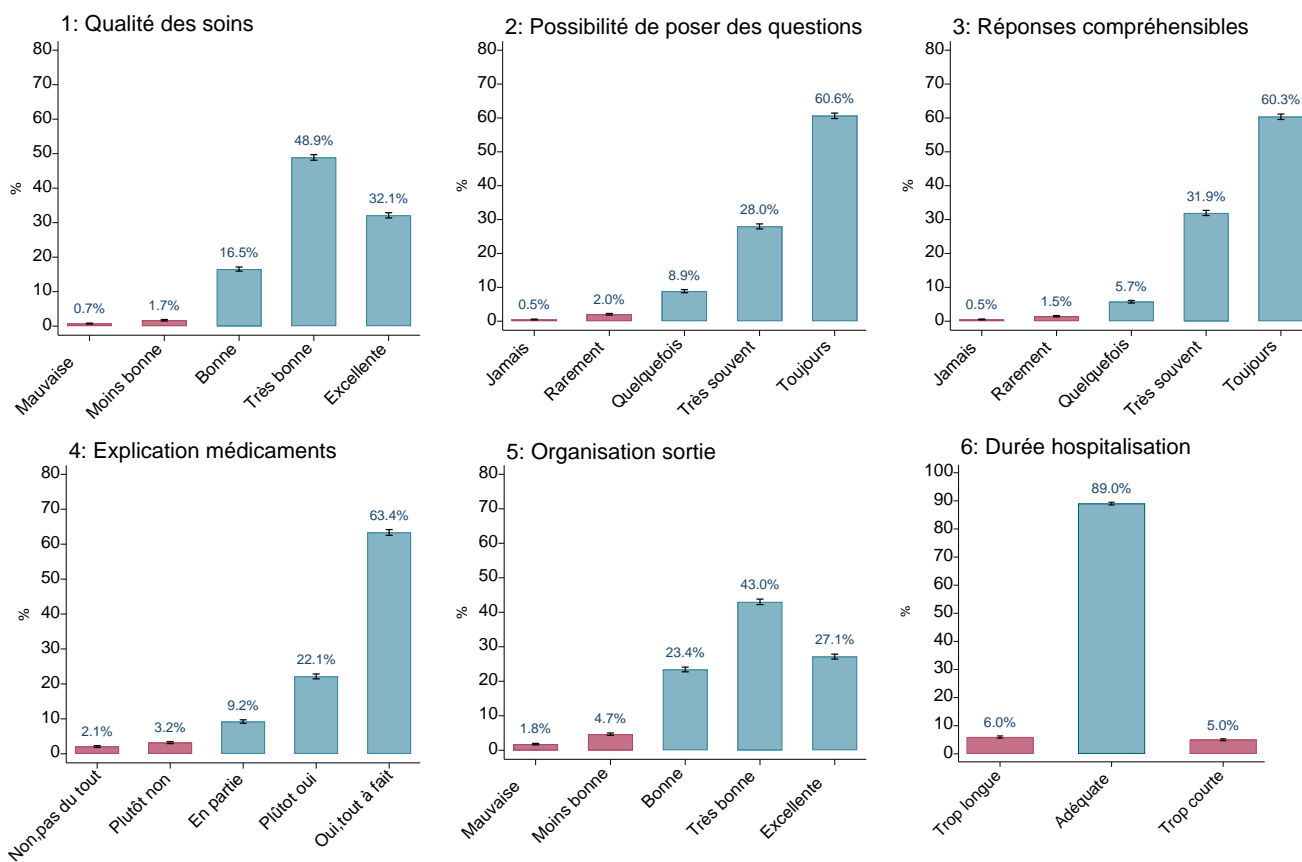 1: Qualité des soins
80
70
60
50
40
30
20
10
0
%
0.7%
1.7%
16.5%
48.9%
32.1%
Mauvaise
Moins bonne
Bonne
Très bonne
Excellente
2: Possibilité de poser des questions
80
70
60
50
40
30
20
10
0
%
0.5%
2.0%
8.9%
28.0%
60.6%
Jamais
Rarement
Quelquefois
Très souvent
Toujours
3: Réponses compréhensibles
80
70
60
50
40
30
20
10
0
%
0.5%
1.5%
5.7%
31.9%
60.3%
Jamais
Rarement
Quelquefois
Très souvent
Toujours
4: Explication médicaments
80
70
60
50
40
30
20
10
0
%
2.1%
3.2%
9.2%
22.1%
63.4%
Non,pas du tout
Plutôt non
En partie
Plûtot oui
Oui,tout à fait
5: Organisation sortie
80
70
60
50
40
30
20
10
0
%
1.8%
4.7%
23.4%
43.0%
27.1%
Mauvaise
Moins bonne
Bonne
Très bonne
Excellente
6: Durée hospitalisation
100
90
80
70
60
50
40
30
20
10
0
%
6.0%
89.0%
5.0%
Trop longue
Adéquate
Trop courte